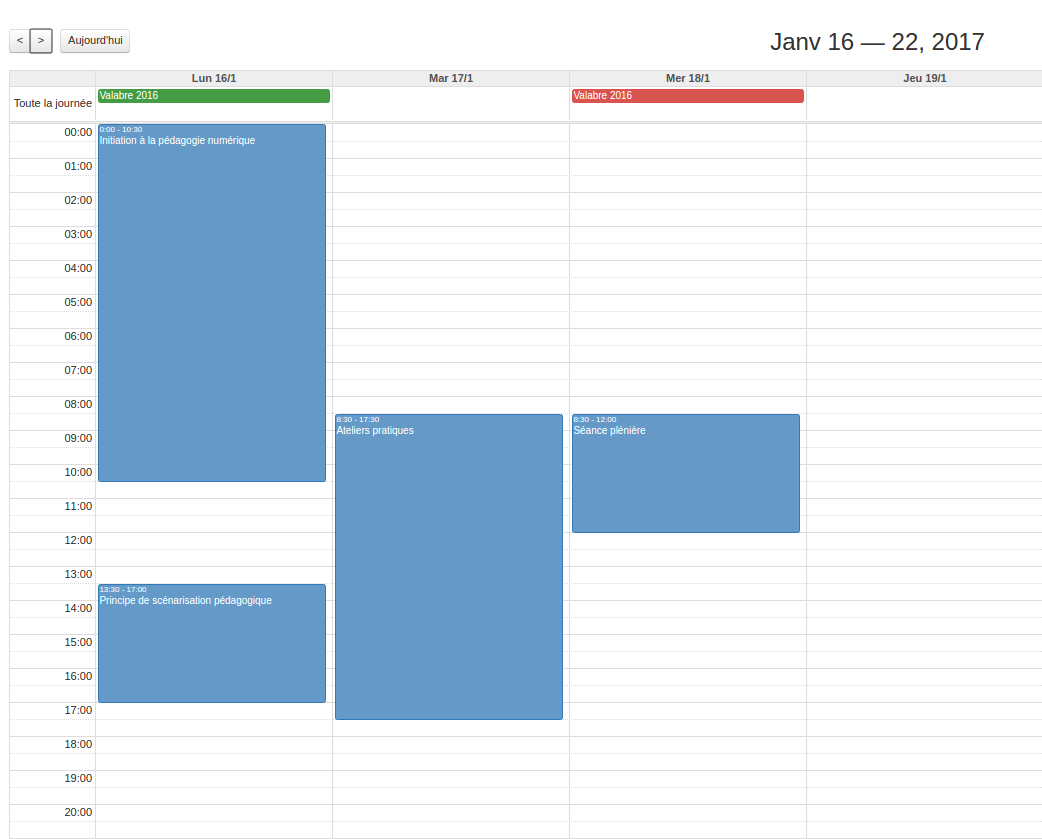 < > Aujourd'hui
Janv 16 — 22, 2017
Lun 16/1 Mar 17/1 Mer 18/1 Jeu 19/1
Toute la journée Valabre 2016 Valabre 2016
00:00
0:00 - 10:30
Initiation à la pédagogie numérique
01:00
02:00
03:00
04:00
05:00
06:00
07:00
08:00
8:30 - 17:30 8:30 - 12:00
Ateliers pratiques Séance plénière
09:00
10:00
11:00
12:00
13:00
13:30 - 17:00
Principe de scénarisation pédagogique
14:00
15:00
16:00
17:00
18:00
19:00
20:00